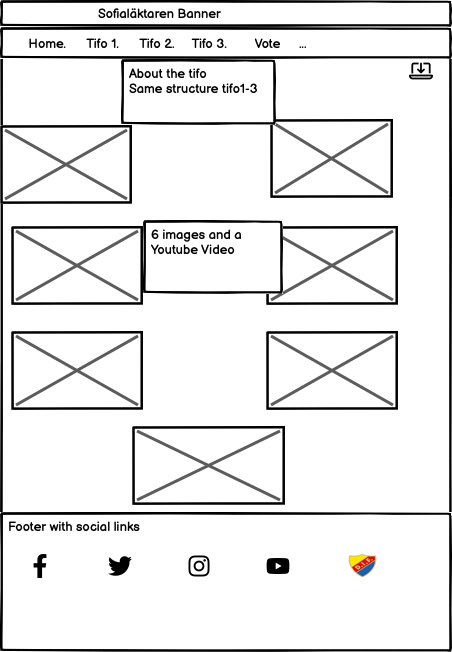 Sofialäktaren Banner
Home. Tifo 1. Tifo 2. Tifo 3. Vote ...
About the tifo
Same structure tifo1-3
6 images and a
Youtube Video
Footer with social links
D.I.F.